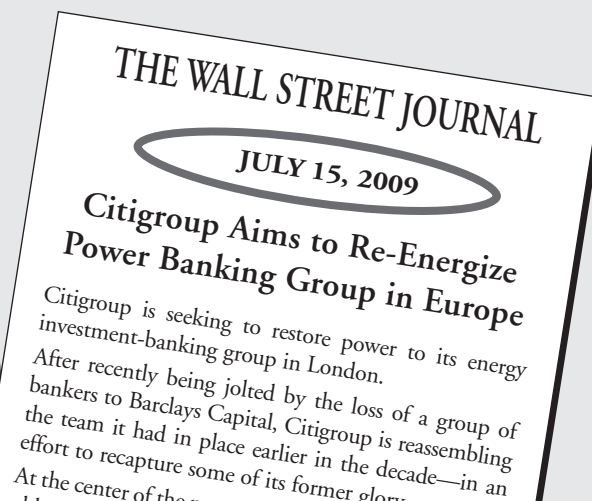 THE WALL STREET JOURNAL
JULY 15, 2009
Citigroup Aims to Re-Energize
Power Banking Group in Europe
Citigroup is seeking to restore power to its energy
investment-banking group in London.
After recently being jolted by the loss of a group of
bankers to Barclays Capital, Citigroup is reassembling
the team it had in place earlier in the decade—in an
effort to recapture some of its former glory
At the center of the